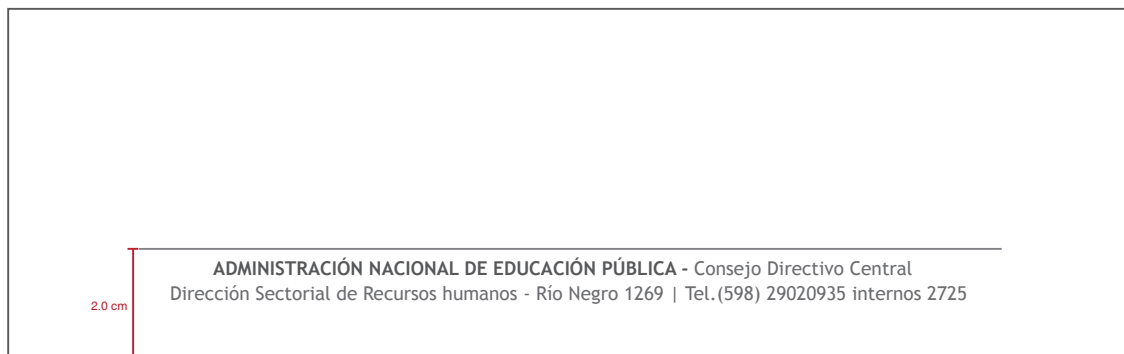 ADMINISTRACIÓN NACIONAL DE EDUCACIÓN PÚBLICA - Consejo Directivo Central
Dirección Sectorial de Recursos humanos - Río Negro 1269 | Tel.(598) 29020935 internos 2725
2.0 cm